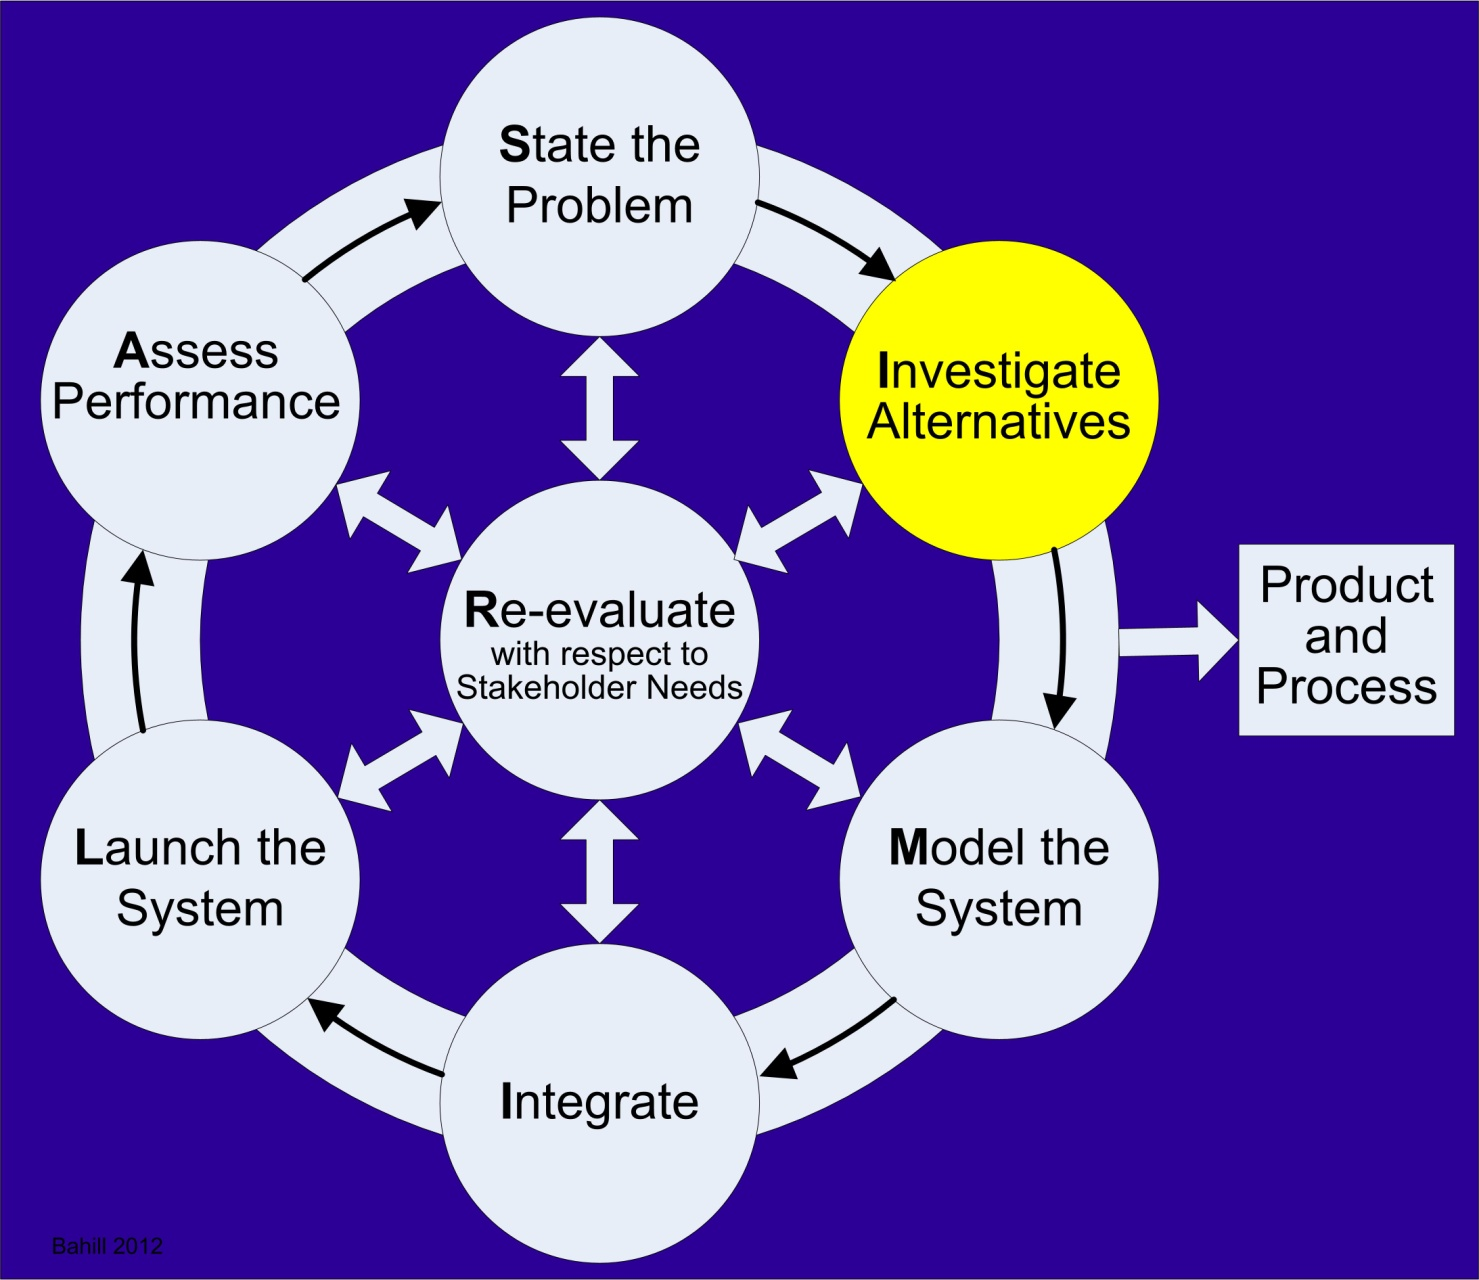 State the
Problem
Investigate
Alternatives
Assess
Performance
Re-evaluate
with respect to
Stakeholder Needs
Product
and
Process
Launch the
System
Model the
System
Integrate
Bahill 2012